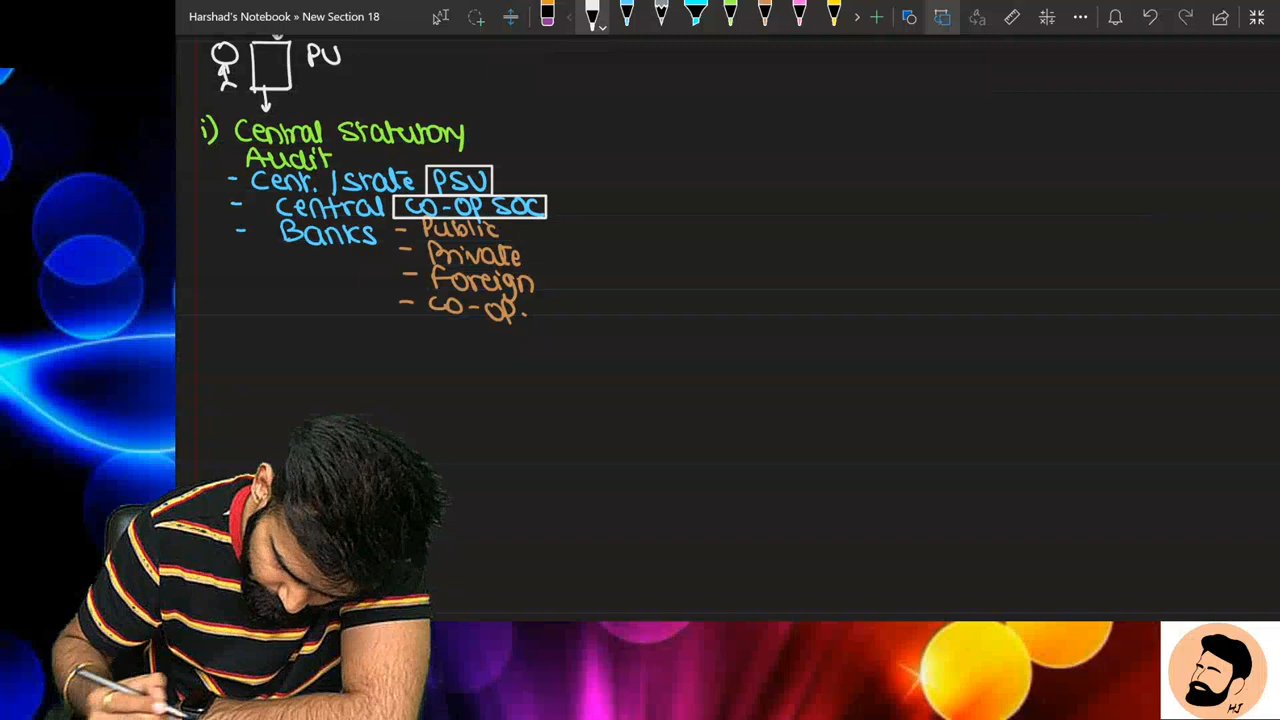 Harshad's Notebook » New Section 18
PU
i) Central Statutory
Audit
- Cent. / State PSU
- Central CO-OP SOC
- Banks - Public
- Private
- Foreign
- CO-OP.
HJ